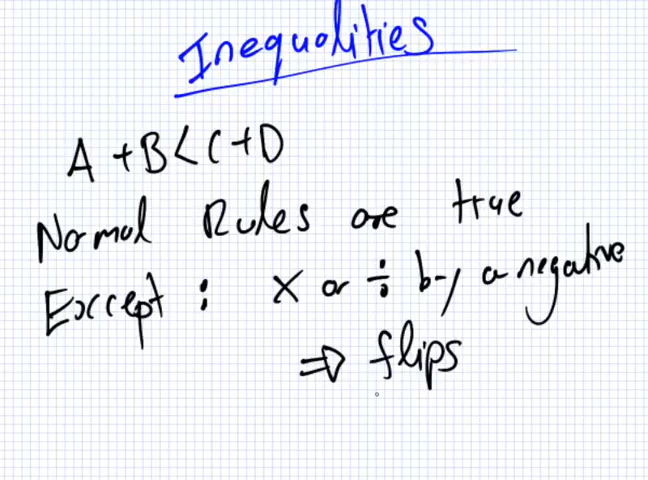 Inequalities
A + B < C + D
Normal Rules are true
Except : × or ÷ by a negative
⇒ flips